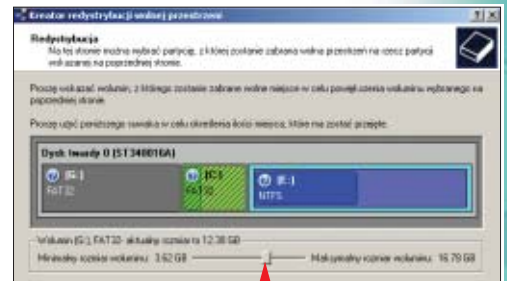 Kreator redystrybucji wolnej przestrzeni
Redystrybucja
Na tej stronie można wybrać partycję, z której zostanie zabrana wolna przestrzeń na rzecz partycji
wskazanej na poprzedniej stronie.
Proszę wskazać wolumin, z którego zostanie zabrane wolne miejsce w celu powiększenia woluminu wybranego na
poprzedniej stronie.
Proszę użyć poniższego suwaka w celu określenia ilości miejsca, które ma zostać przejęte.
Dysk twardy 0 (ST340016A)
FAT32
FAT32
NTFS
Wolumin (G:), FAT32- aktualny rozmiar to 12.38 GB
Minimalny rozmiar woluminu: 3.62 GB Maksymalny rozmiar woluminu: 16.79 GB